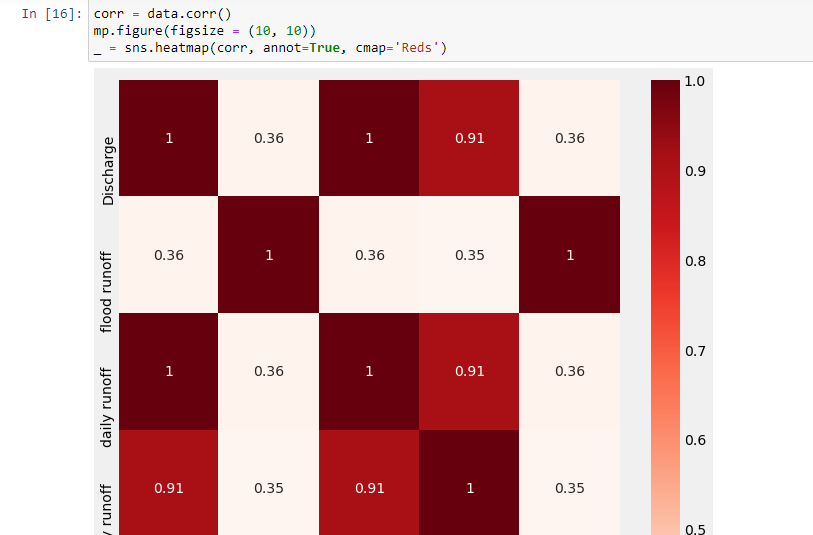 In [16]: corr = data.corr()
mp.figure(figsize = (10, 10))
_ = sns.heatmap(corr, annot=True, cmap='Reds')
1.0
Discharge 1 0.36 1 0.91 0.36
0.9
flood runoff 0.36 1 0.36 0.35 1
0.8
0.7
daily runoff 1 0.36 1 0.91 0.36
0.6
runoff 0.91 0.35 0.91 1 0.35
0.5